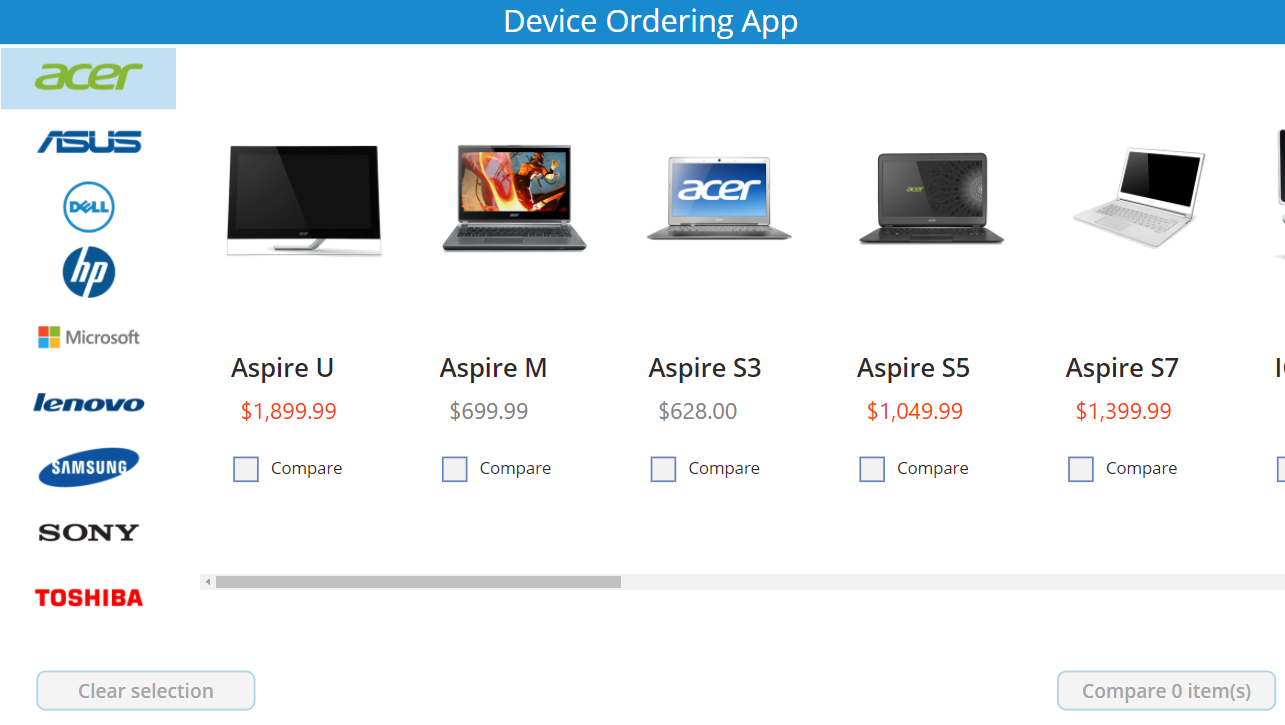 Device Ordering App
acer
ASUS
DELL
hp
Microsoft
lenovo
SAMSUNG
SONY
TOSHIBA
acer
acer
Aspire U
Aspire M
Aspire S3
Aspire S5
Aspire S7
$1,899.99
$699.99
$628.00
$1,049.99
$1,399.99
Compare
Compare
Compare
Compare
Compare
Clear selection
Compare 0 item(s)